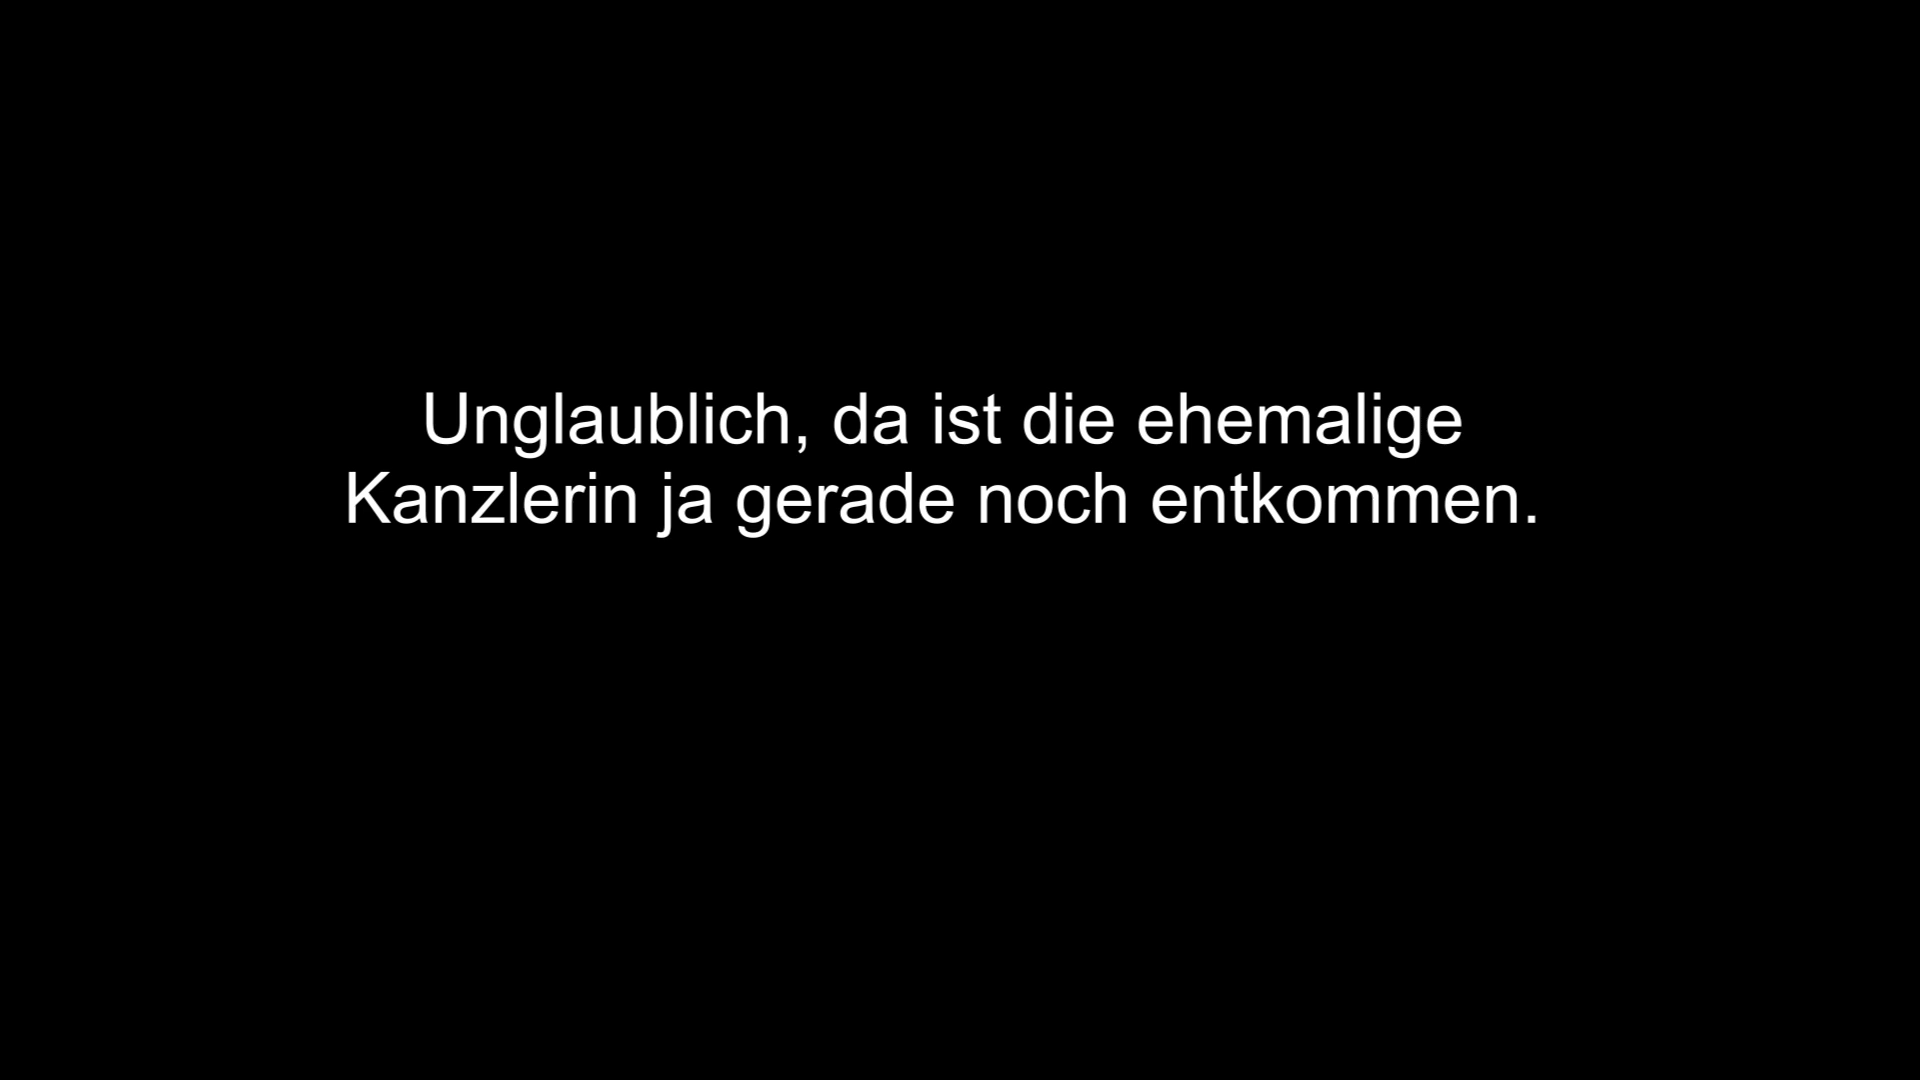 Unglaublich, da ist die ehemalige
Kanzlerin ja gerade noch entkommen.